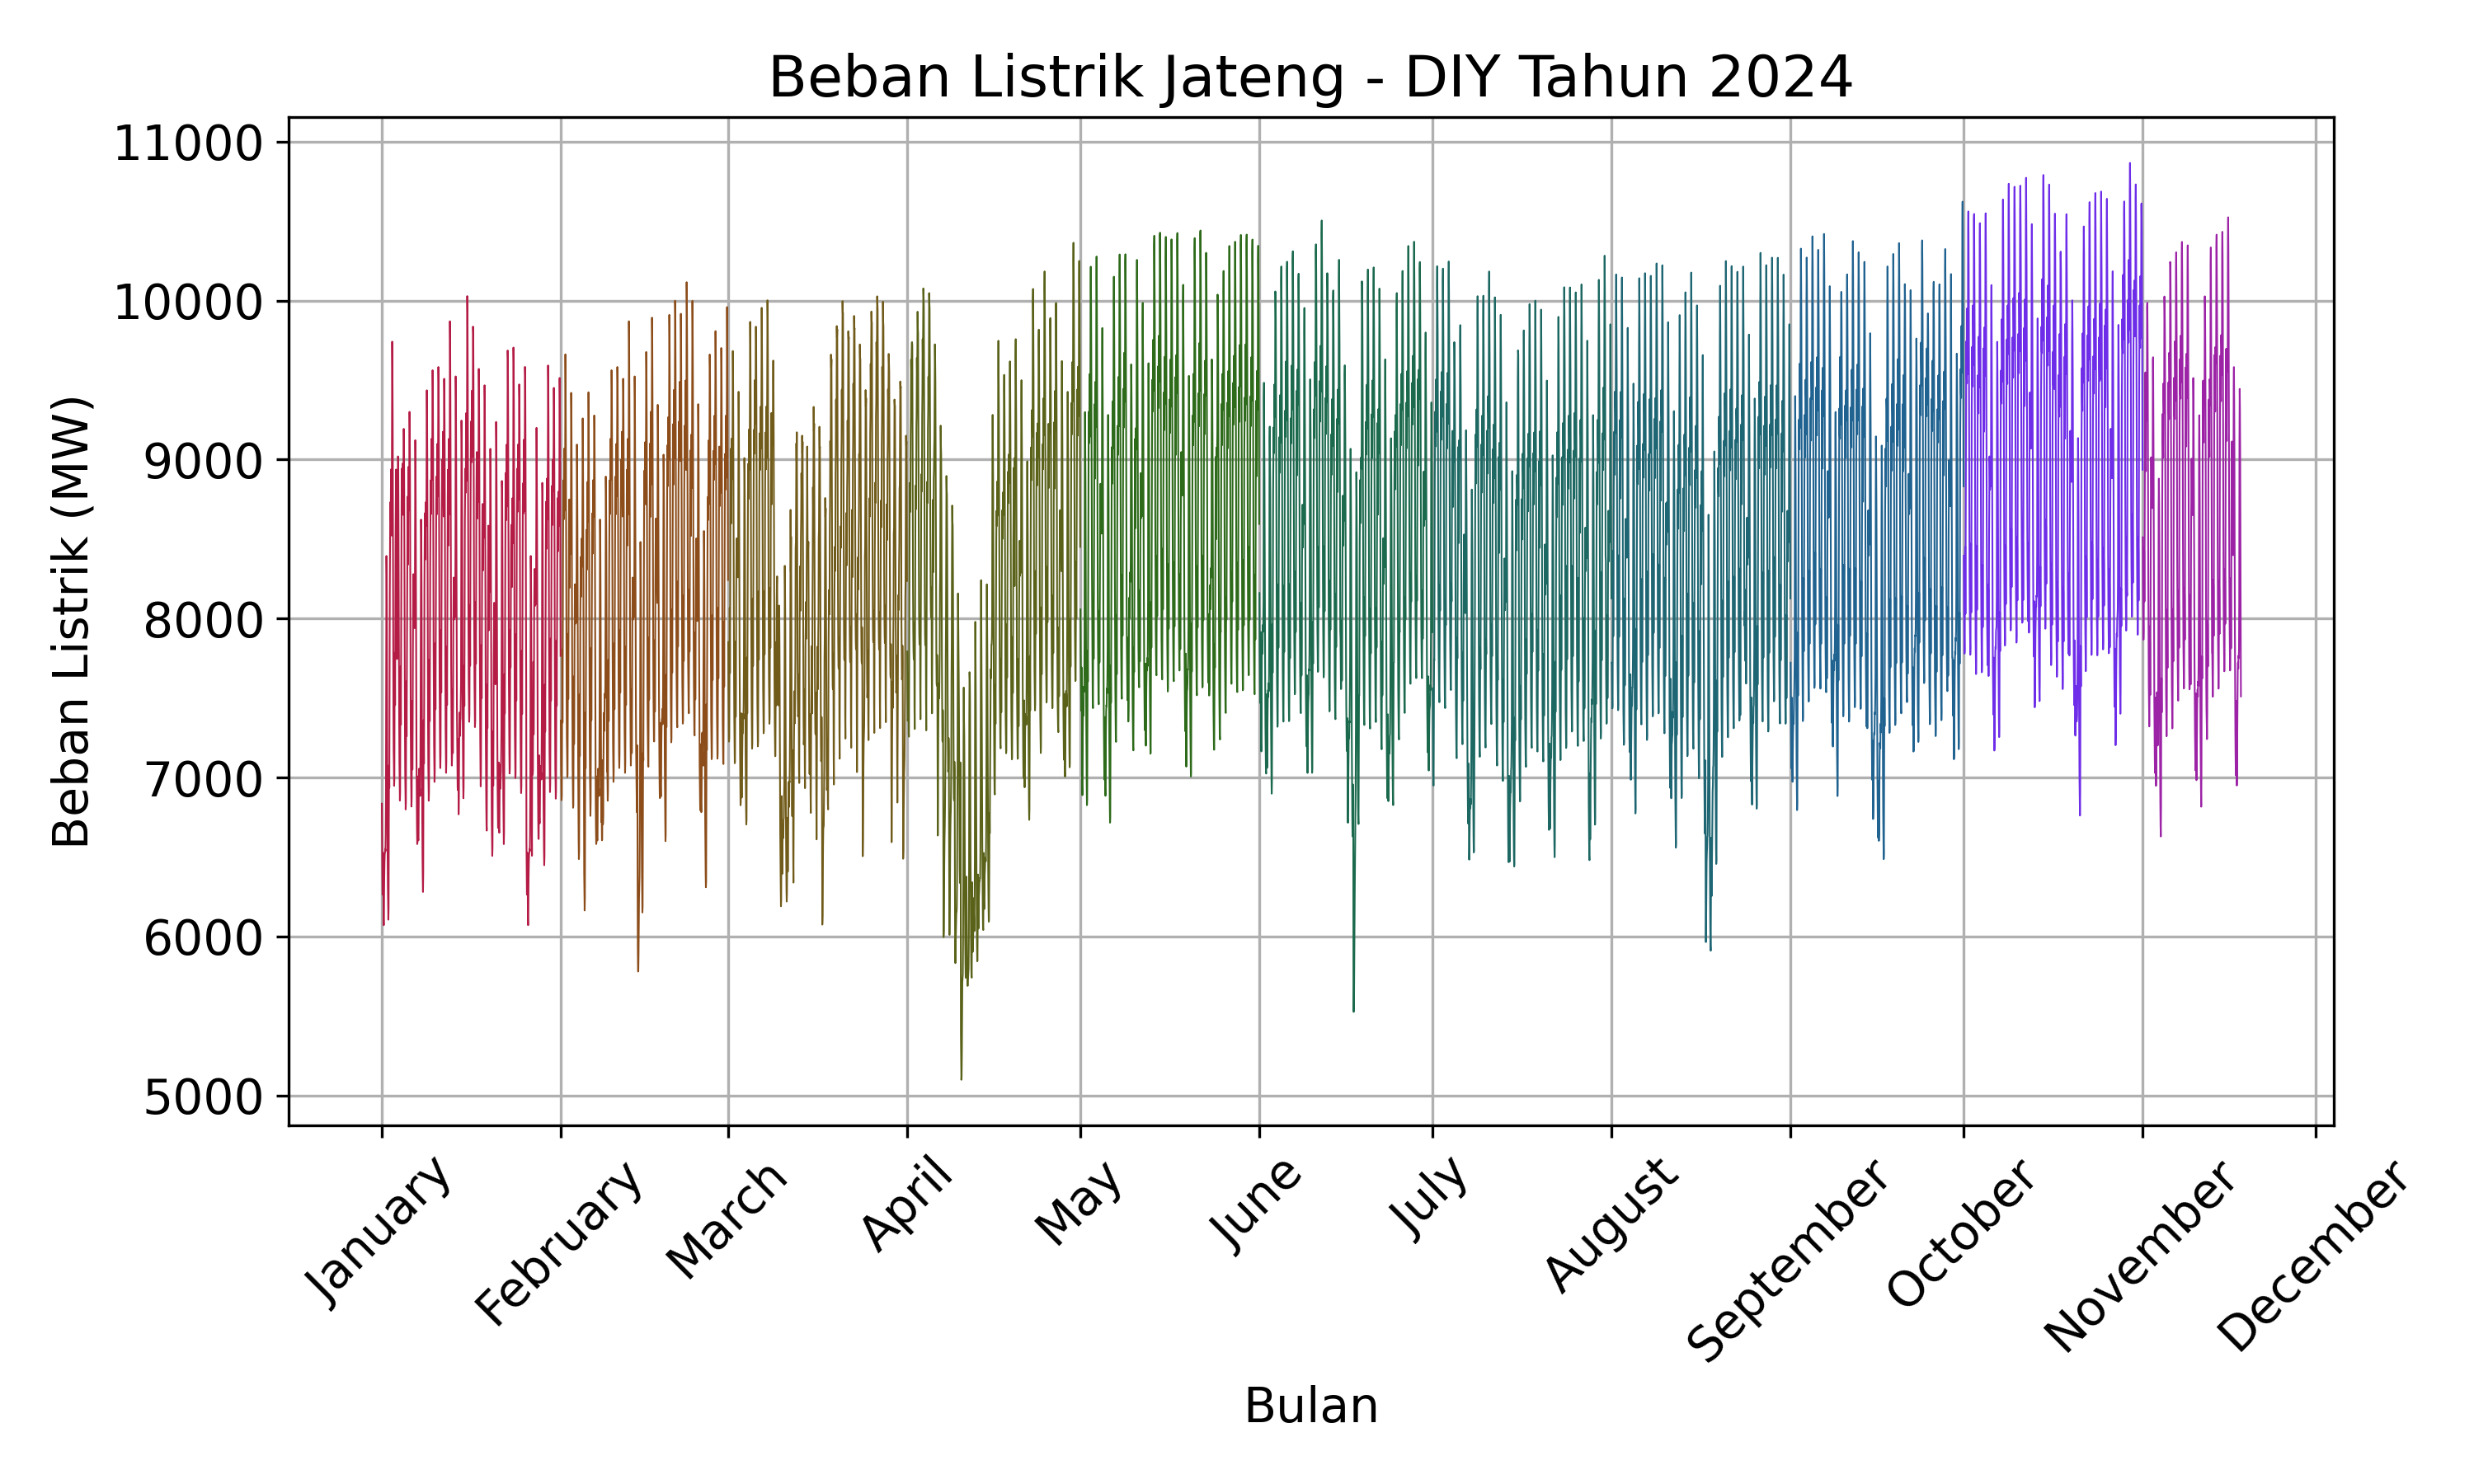 Beban Listrik Jateng - DIY Tahun 2024
Beban Listrik (MW)
11000
10000
9000
8000
7000
6000
5000
January
February
March
April
May
June
July
August
September
October
November
December
Bulan